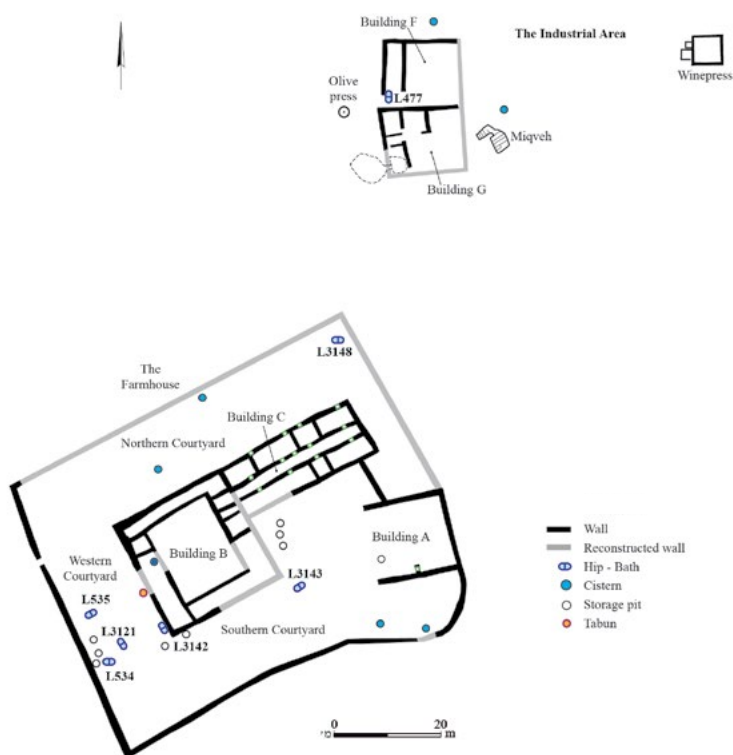 Building F
The Industrial Area
Winepress
Olive
press
L477
Miqveh
Building G
L3148
The
Farmhouse
Building C
Northern Courtyard
Building A
Building B
Western
Courtyard
L3143
L535
L3121
Southern Courtyard
L3142
L534
Wall
Reconstructed wall
Hip - Bath
Cistern
Storage pit
Tabun
0 20
מ' m